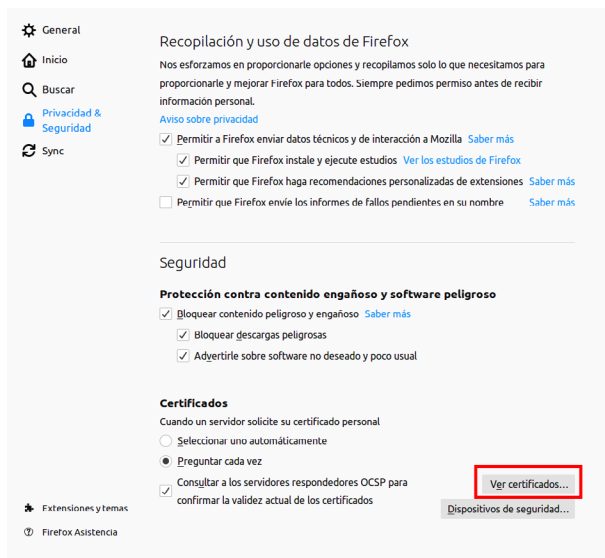 General
Inicio
Buscar
Privacidad &
Seguridad
Sync
Extensiones y temas
Firefox Asistencia
Recopilación y uso de datos de Firefox
Nos esforzamos en proporcionarle opciones y recopilamos solo lo que necesitamos para
proporcionarle y mejorar Firefox para todos. Siempre pedimos permiso antes de recibir
información personal.
Aviso sobre privacidad
Permitir a Firefox enviar datos técnicos y de interacción a Mozilla Saber más
Permitir que Firefox instale y ejecute estudios Ver los estudios de Firefox
Permitir que Firefox haga recomendaciones personalizadas de extensiones Saber más
Permitir que Firefox envíe los informes de fallos pendientes en su nombre Saber más
Seguridad
Protección contra contenido engañoso y software peligroso
Bloquear contenido peligroso y engañoso Saber más
Bloquear descargas peligrosas
Advertirle sobre software no deseado y poco usual
Certificados
Cuando un servidor solicite su certificado personal
Seleccionar uno automáticamente
Preguntar cada vez
Consultar a los servidores respondedores OCSP para
confirmar la validez actual de los certificados
Ver certificados...
Dispositivos de seguridad...